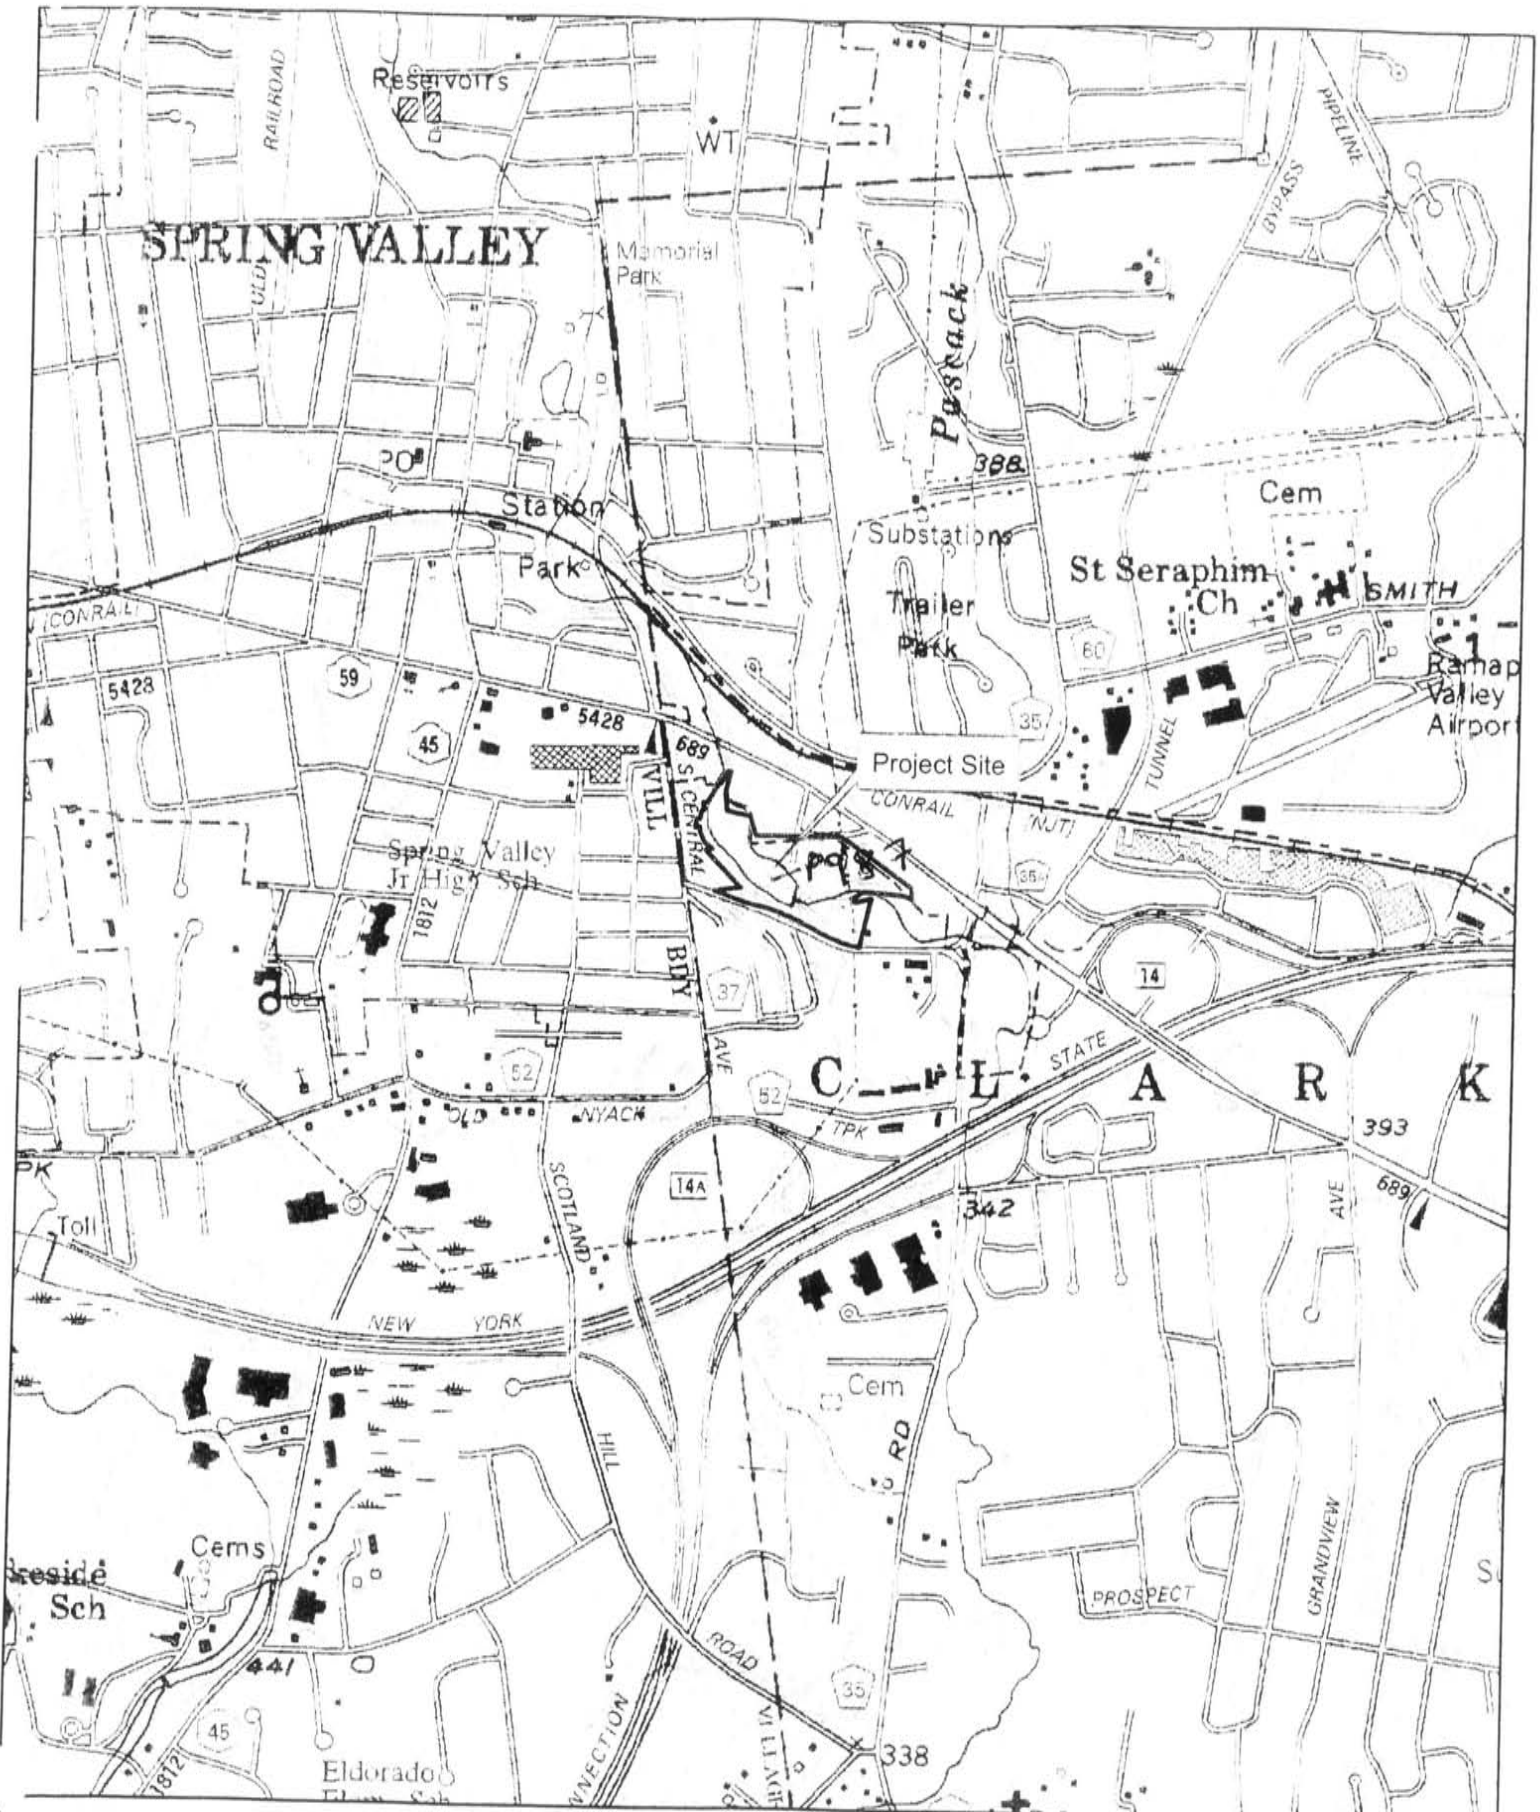 Reservoirs
RAILROAD
WT
PIPELINE
BYPASS
SPRING VALLEY
OLD
Memorial
Park
Pascack
PO
388
Station
Cem
Substations
Park
St Seraphim
Ch
SMITH
Trailer
Park
(CONRAIL)
60
59
5428
Ramap
Valley
Airport
45
5428
689
35
TUNNEL
Project Site
VILL
S CENTRAL
CONRAIL
(NJT)
Spring Valley
Jr High Sch
1812
BDY
37
14
AVE
STATE
52
52
C L A R K
OLD
NYACK
TPK
393
PK
14A
SCOTLAND
342
689
AVE
Toll
NEW YORK
Cem
HILL
RD
Cems
Sch
PROSPECT
GRANDVIEW
ROAD
441
35
45
1812
338
Eldorado
NNECTION
VILLAGE